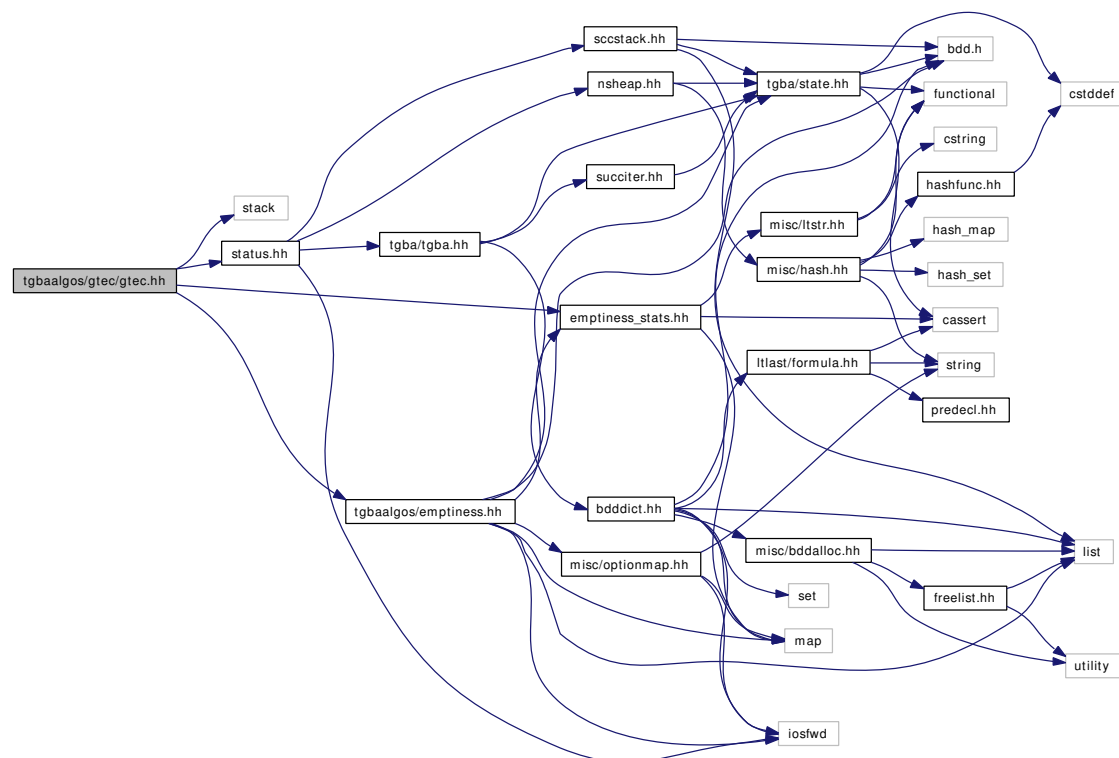 sccstack.hh
bdd.h
nsheap.hh
tgba/state.hh
functional
cstddef
cstring
succiter.hh
hashfunc.hh
stack
misc/ltstr.hh
hash_map
status.hh
tgba/tgba.hh
misc/hash.hh
hash_set
tgbaalgos/gtec/gtec.hh
emptiness_stats.hh
cassert
ltlast/formula.hh
string
predecl.hh
tgbaalgos/emptiness.hh
bdddict.hh
misc/bddalloc.hh
list
misc/optionmap.hh
set
freelist.hh
map
utility
iosfwd